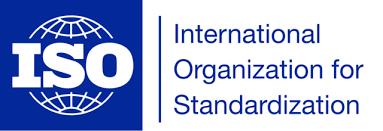 ISO
International
Organization for
Standardization